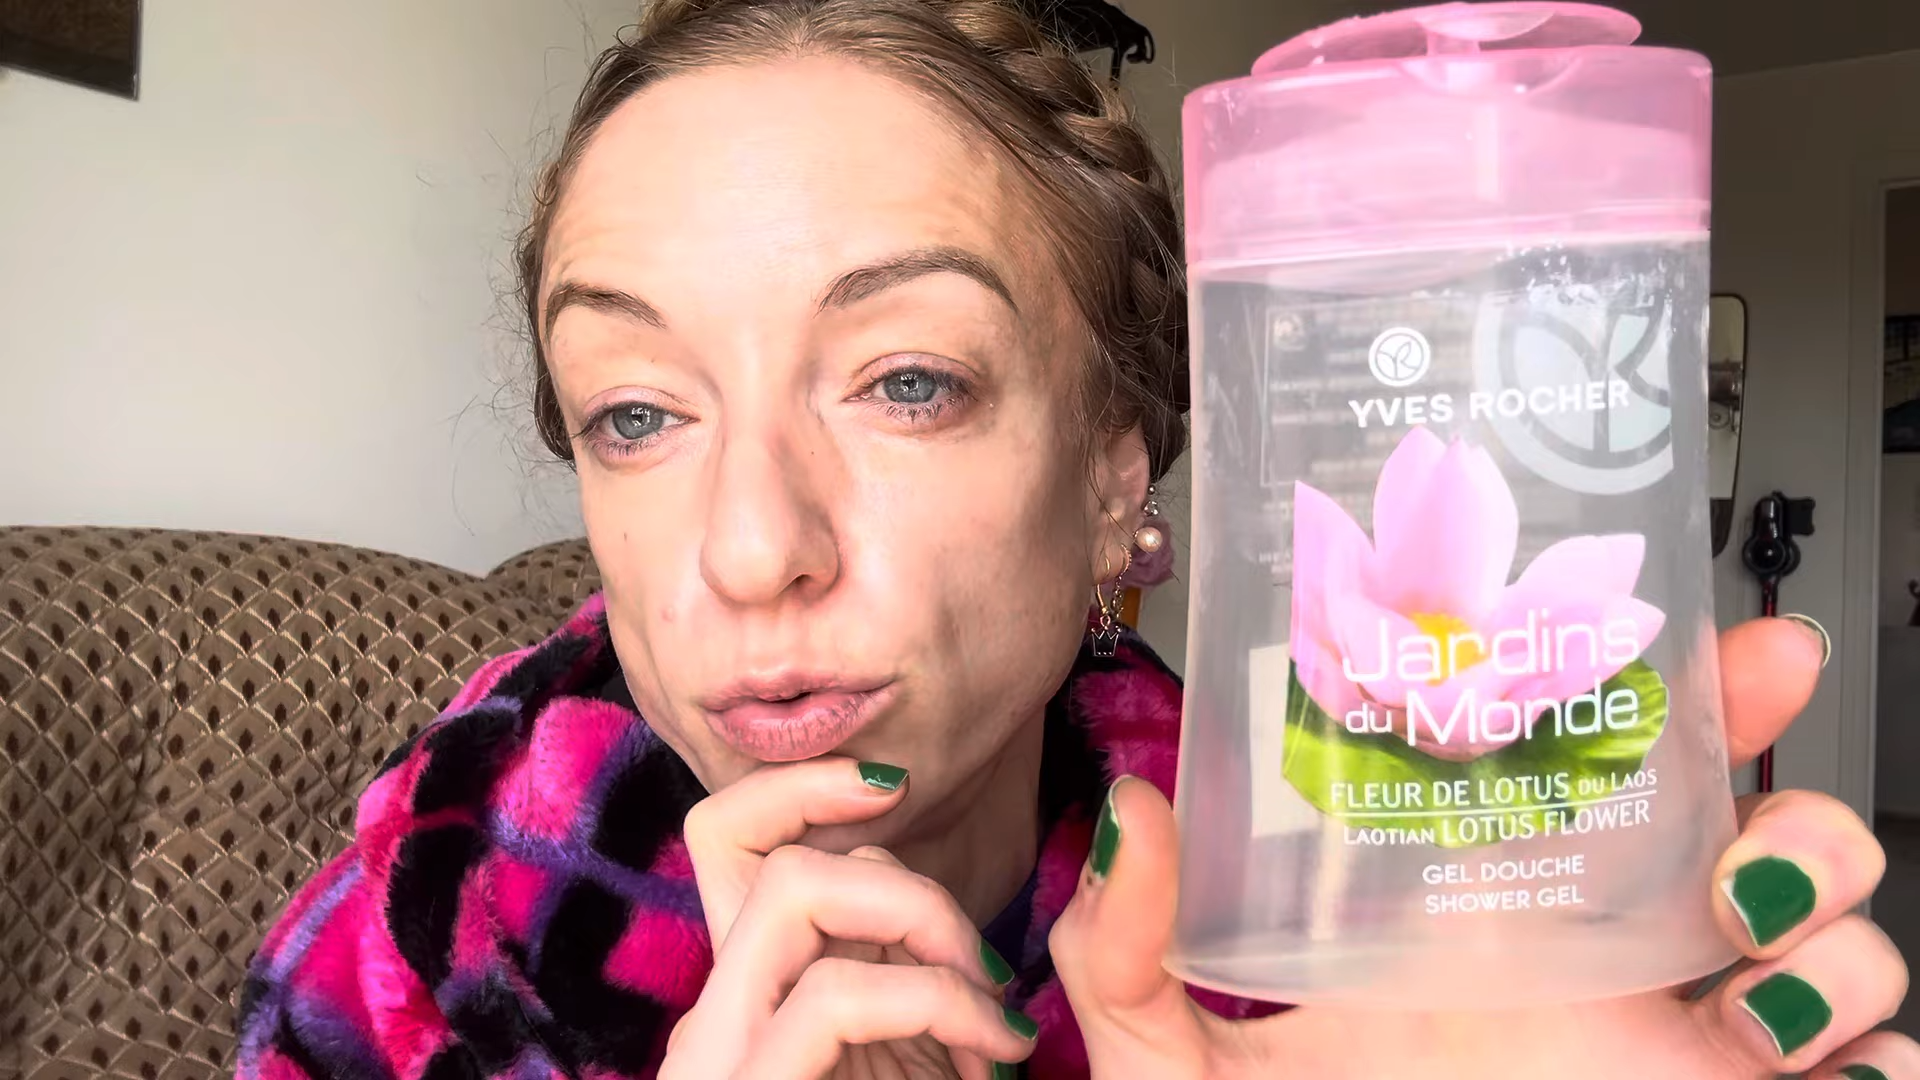 YVES ROCHER
Jardins
du Monde
FLEUR DE LOTUS DU LAOS
LAOTIAN LOTUS FLOWER
GEL DOUCHE
SHOWER GEL